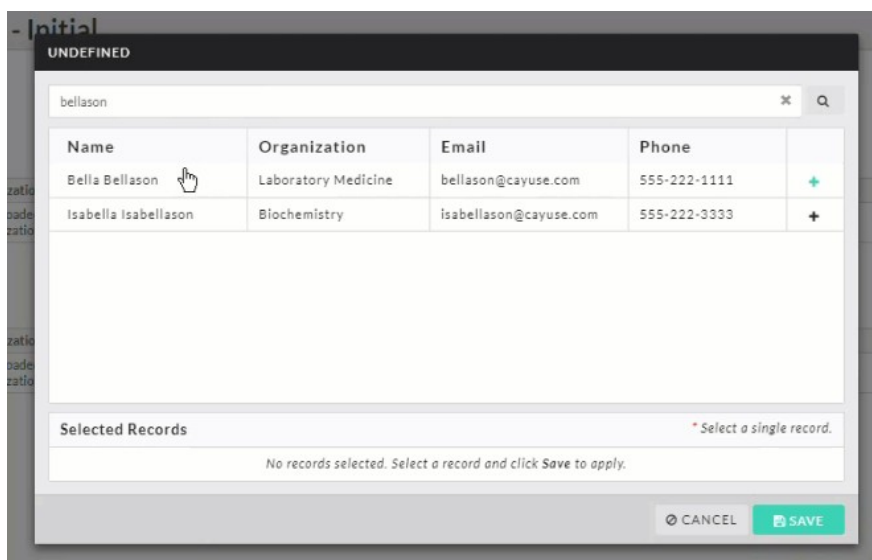 - Initial
UNDEFINED
bellason
Name Organization Email Phone
Bella Bellason Laboratory Medicine bellason@cayuse.com 555-222-1111 +
Isabella Isabellason Biochemistry isabellason@cayuse.com 555-222-3333 +
Selected Records * Select a single record.
No records selected. Select a record and click Save to apply.
CANCEL SAVE